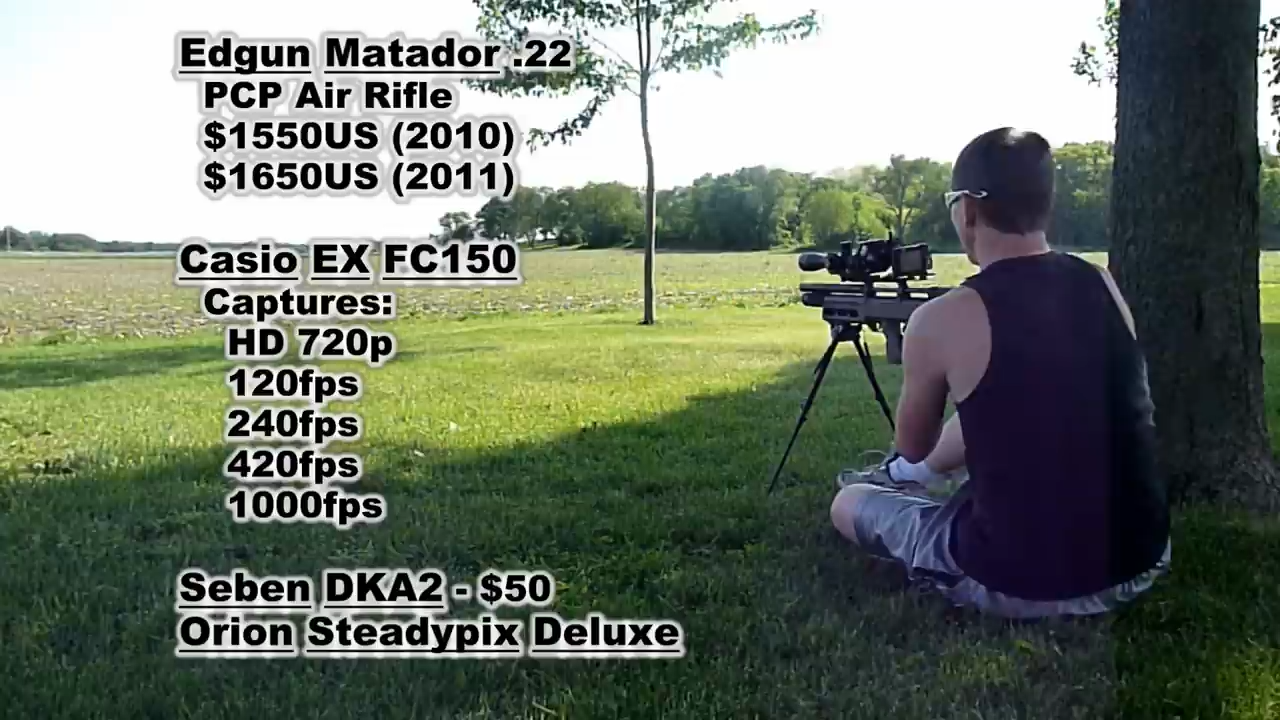 Edgun Matador .22
PCP Air Rifle
$1550US (2010)
$1650US (2011)
Casio EX FC150
Captures:
HD 720p
120fps
240fps
420fps
1000fps
Seben DKA2 - $50
Orion Steadypix Deluxe